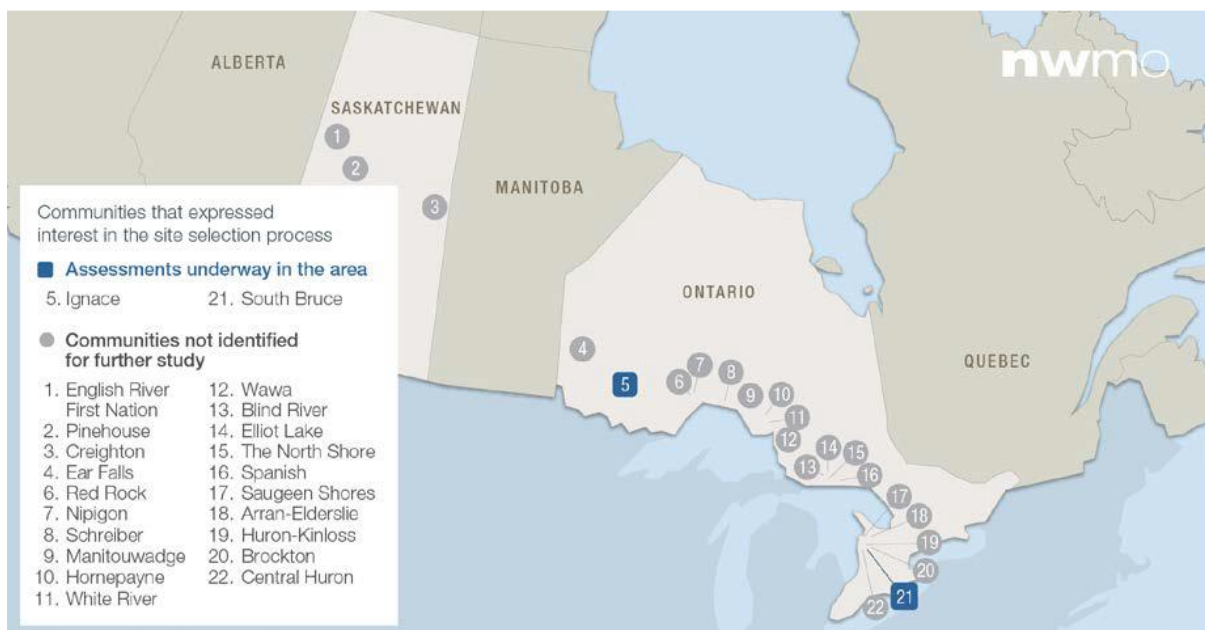 nwmo
ALBERTA
SASKATCHEWAN
MANITOBA
ONTARIO
QUEBEC
1
2
3
4
5
6
7
8
9
10
11
12
13
14
15
16
17
18
19
20
21
22
Communities that expressed
interest in the site selection process
Assessments underway in the area
5. Ignace
21. South Bruce
Communities not identified
for further study
1. English River
First Nation
2. Pinehouse
3. Creighton
4. Ear Falls
6. Red Rock
7. Nipigon
8. Schreiber
9. Manitouwadge
10. Hornepayne
11. White River
12. Wawa
13. Blind River
14. Elliot Lake
15. The North Shore
16. Spanish
17. Saugeen Shores
18. Arran-Elderslie
19. Huron-Kinloss
20. Brockton
22. Central Huron